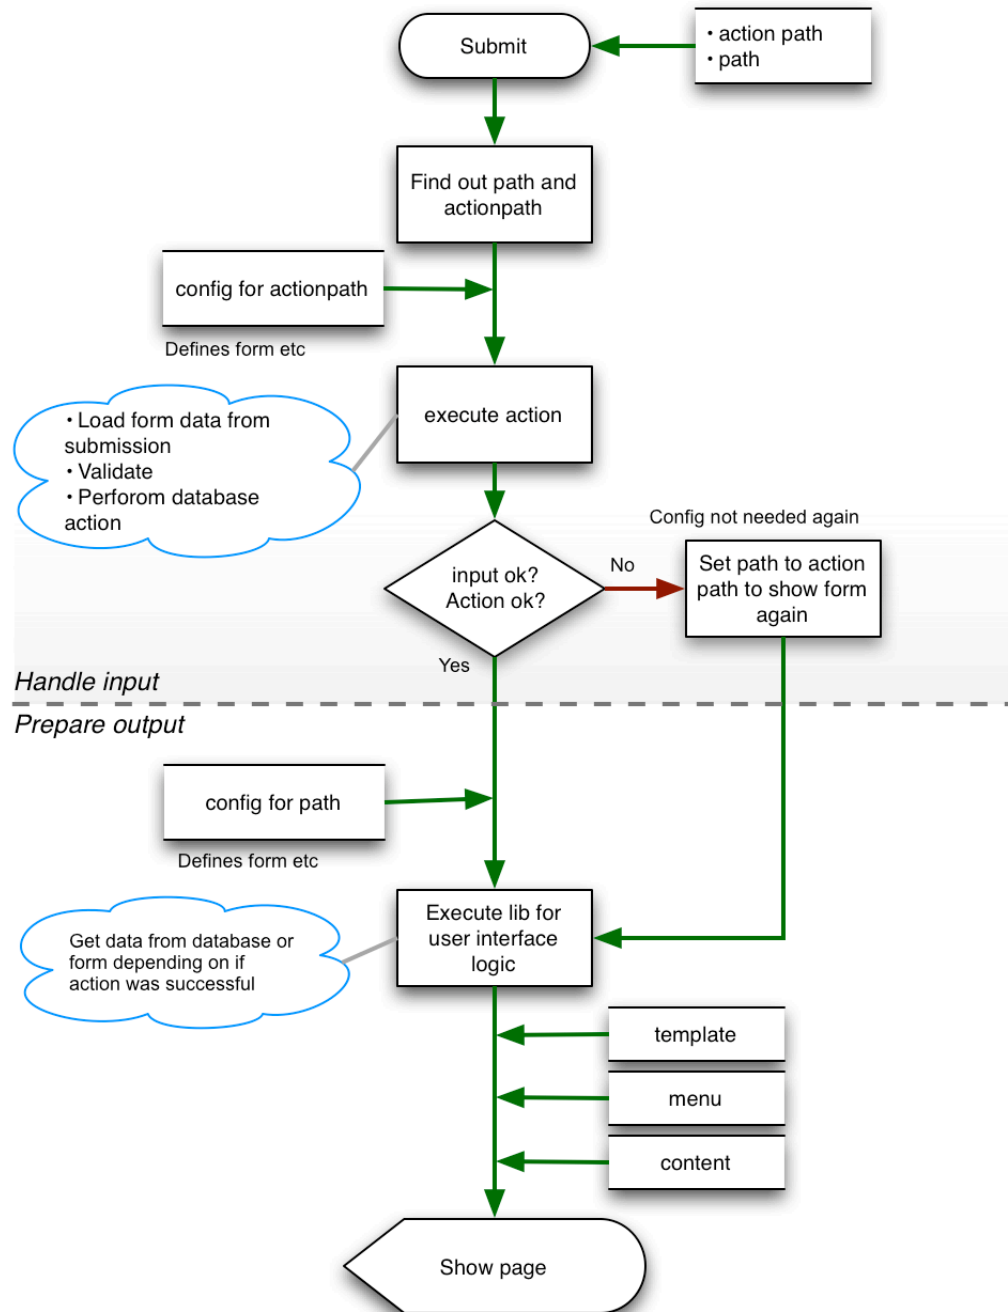 Submit
• action path
• path
Find out path and
actionpath
config for actionpath
Defines form etc
• Load form data from
submission
• Validate
• Perforom database
action
execute action
Config not needed again
input ok?
Action ok?
No
Set path to action
path to show form
again
Yes
Handle input
Prepare output
config for path
Defines form etc
Execute lib for
user interface
logic
Get data from database or
form depending on if
action was successful
template
menu
content
Show page